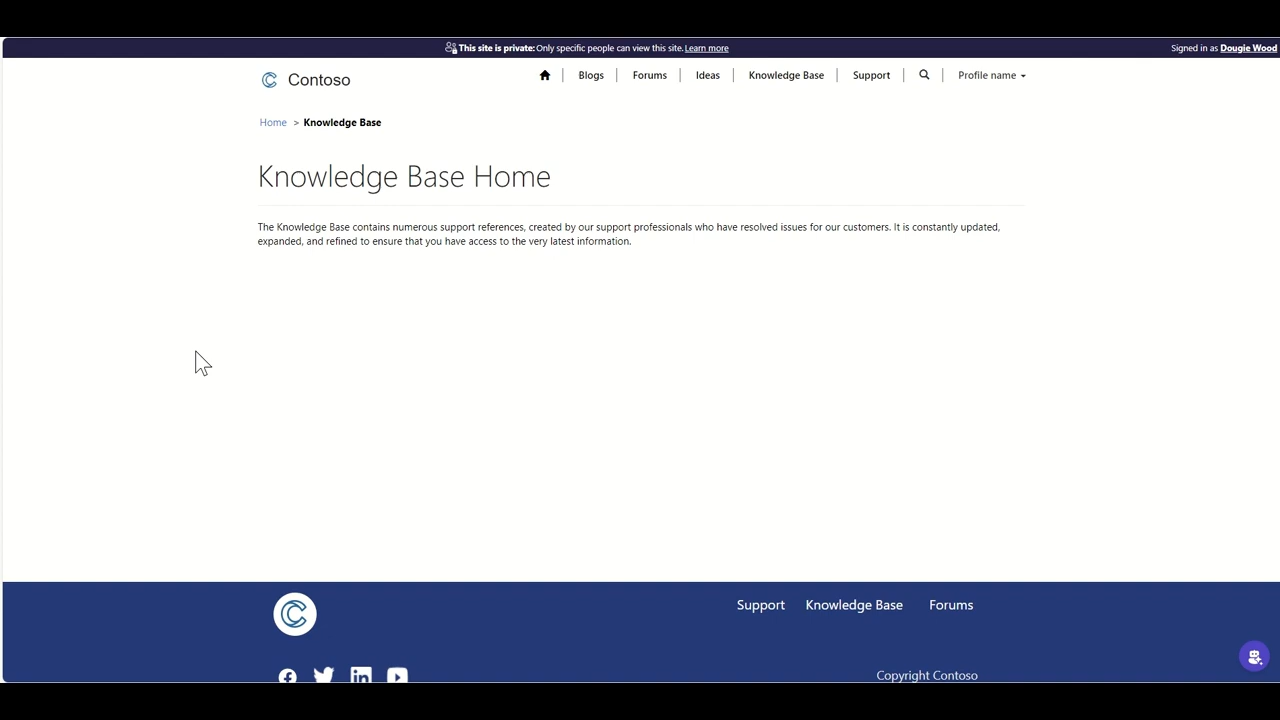 This site is private: Only specific people can view this site. Learn more
Signed in as Dougie Wood
Contoso
Blogs
Forums
Ideas
Knowledge Base
Support
Profile name
Home > Knowledge Base
Knowledge Base Home
The Knowledge Base contains numerous support references, created by our support professionals who have resolved issues for our customers. It is constantly updated,
expanded, and refined to ensure that you have access to the very latest information.
Support
Knowledge Base
Forums
Copyright Contoso